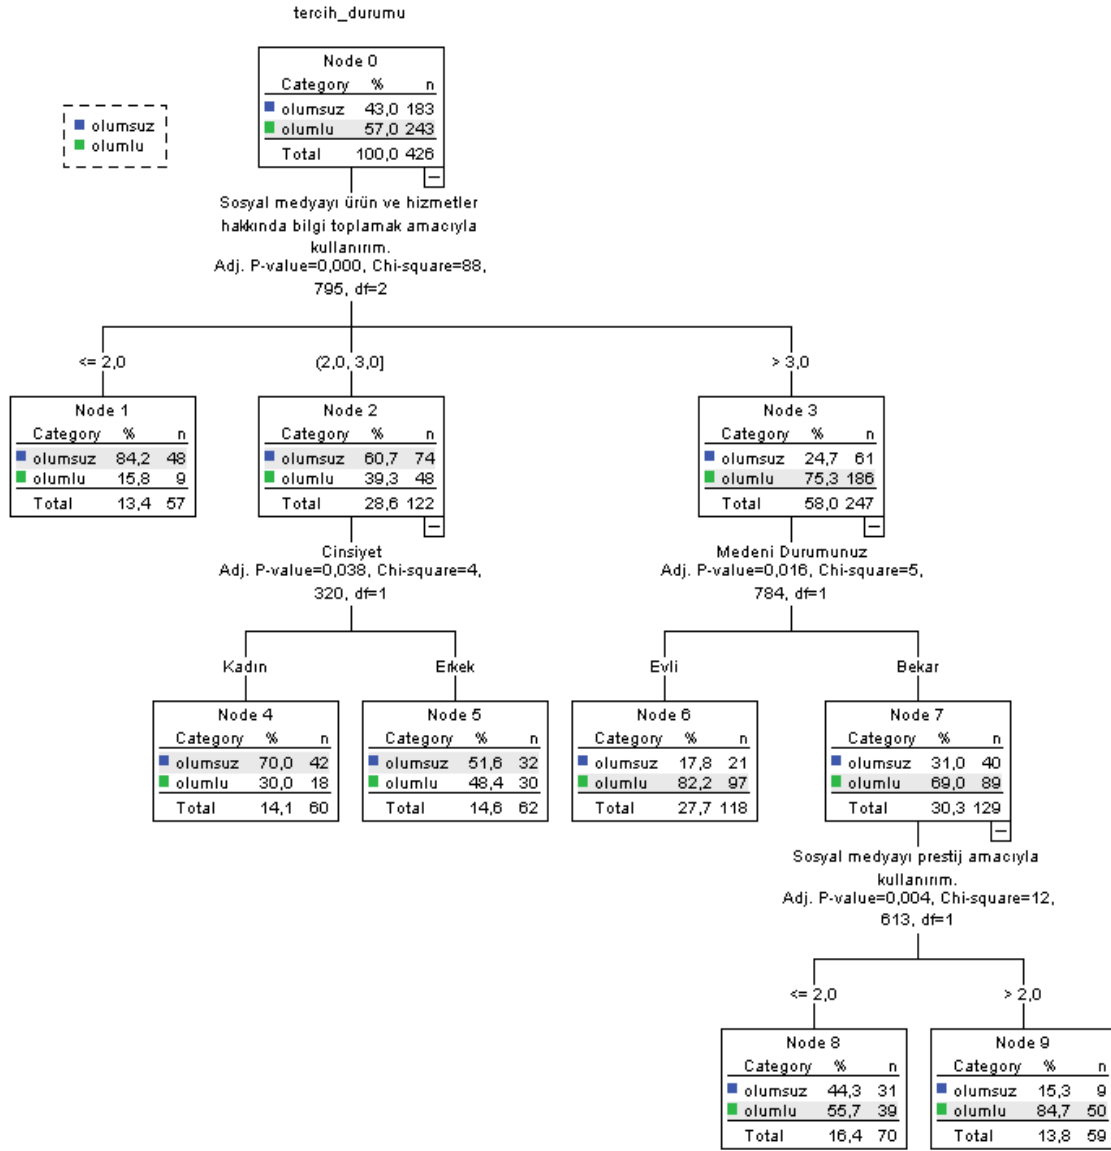 tercih_durumu
Node 0
Category % n
olumsuz 43,0 183
olumlu 57,0 243
Total 100,0 426
olumsuz
olumlu
Sosyal medyayı ürün ve hizmetler
hakkında bilgi toplamak amacıyla
kullanırım.
Adj. P-value=0,000, Chi-square=88,
795, df=2
<= 2,0
(2,0, 3,0]
> 3,0
Node 1
Category % n
olumsuz 84,2 48
olumlu 15,8 9
Total 13,4 57
Node 2
Category % n
olumsuz 60,7 74
olumlu 39,3 48
Total 28,6 122
Node 3
Category % n
olumsuz 24,7 61
olumlu 75,3 186
Total 58,0 247
Cinsiyet
Adj. P-value=0,038, Chi-square=4,
320, df=1
Medeni Durumunuz
Adj. P-value=0,016, Chi-square=5,
784, df=1
Kadın
Erkek
Evli
Bekar
Node 4
Category % n
olumsuz 70,0 42
olumlu 30,0 18
Total 14,1 60
Node 5
Category % n
olumsuz 51,6 32
olumlu 48,4 30
Total 14,6 62
Node 6
Category % n
olumsuz 17,8 21
olumlu 82,2 97
Total 27,7 118
Node 7
Category % n
olumsuz 31,0 40
olumlu 69,0 89
Total 30,3 129
Sosyal medyayı prestij amacıyla
kullanırım.
Adj. P-value=0,004, Chi-square=12,
613, df=1
<= 2,0
> 2,0
Node 8
Category % n
olumsuz 44,3 31
olumlu 55,7 39
Total 16,4 70
Node 9
Category % n
olumsuz 15,3 9
olumlu 84,7 50
Total 13,8 59